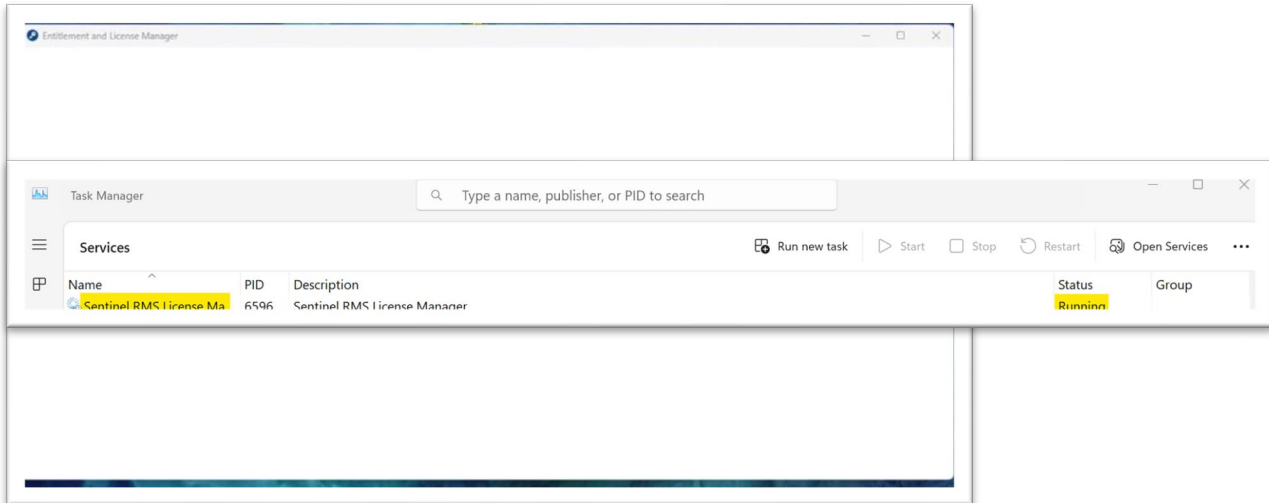 Entitlement and License Manager
Task Manager
Type a name, publisher, or PID to search
Services
Run new task
Start
Stop
Restart
Open Services
Name PID Description Status Group
Sentinel RMS License Ma... 6596 Sentinel RMS License Manager Running